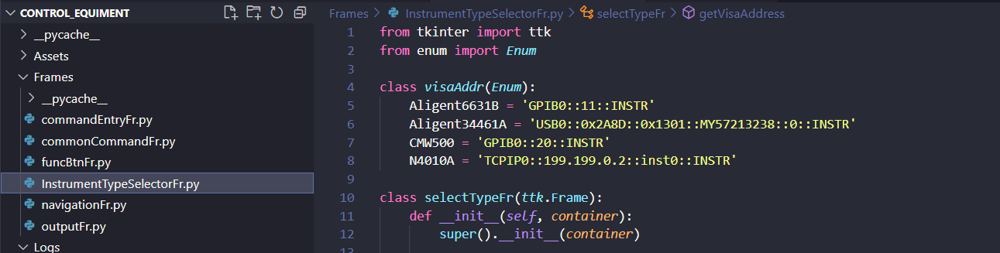 CONTROL_EQUIMENT
__pycache__
Assets
Frames
__pycache__
commandEntryFr.py
commonCommandFr.py
funcBtnFr.py
InstrumentTypeSelectorFr.py
navigationFr.py
outputFr.py
Logs
Frames > InstrumentTypeSelectorFr.py > selectTypeFr > getVisaAddress
1 from tkinter import ttk
2 from enum import Enum
3
4 class visaAddr(Enum):
5 Aligent6631B = 'GPIB0::11::INSTR'
6 Aligent34461A = 'USB0::0x2A8D::0x1301::MY57213238::0::INSTR'
7 CMW500 = 'GPIB0::20::INSTR'
8 N4010A = 'TCPIP0::199.199.0.2::inst0::INSTR'
9
10 class selectTypeFr(ttk.Frame):
11 def __init__(self, container):
12 super().__init__(container)